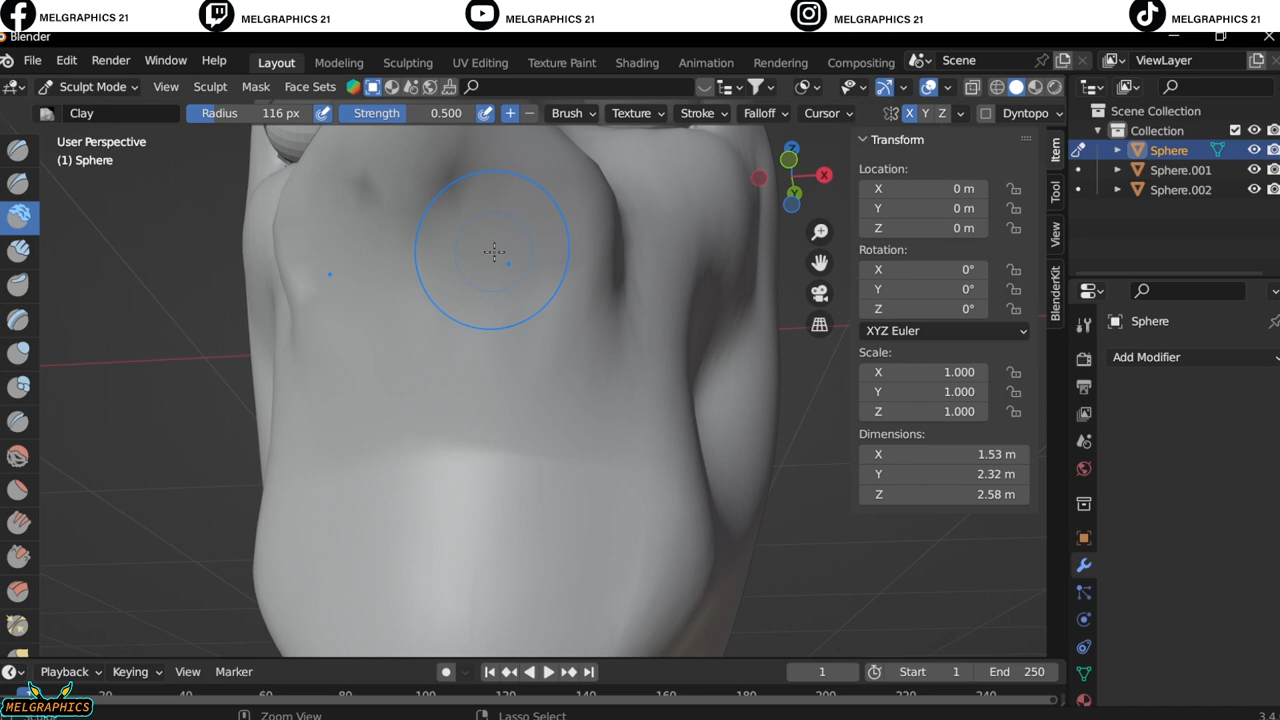 MELGRAPHICS 21
MELGRAPHICS 21
MELGRAPHICS 21
MELGRAPHICS 21
MELGRAPHICS 21
Blender
File Edit Render Window Help Layout Modeling Sculpting UV Editing Texture Paint Shading Animation Rendering Compositing Scene ViewLayer
Sculpt Mode View Sculpt Mask Face Sets
Clay Radius 116 px Strength 0.500 Brush Texture Stroke Falloff Cursor X Y Z Dyntopo
User Perspective
(1) Sphere
Z
X
Y
Transform
Location:
X 0 m
Y 0 m
Z 0 m
Rotation:
X 0°
Y 0°
Z 0°
XYZ Euler
Scale:
X 1.000
Y 1.000
Z 1.000
Dimensions:
X 1.53 m
Y 2.32 m
Z 2.58 m
Item
Tool
View
BlenderKit
Scene Collection
Collection
Sphere
Sphere.001
Sphere.002
Sphere
Add Modifier
Playback Keying View Marker 1 Start 1 End 250
20 40 60 80 100 120 140 160 180 200 220 240
MELGRAPHICS
Zoom View Lasso Select 3.4